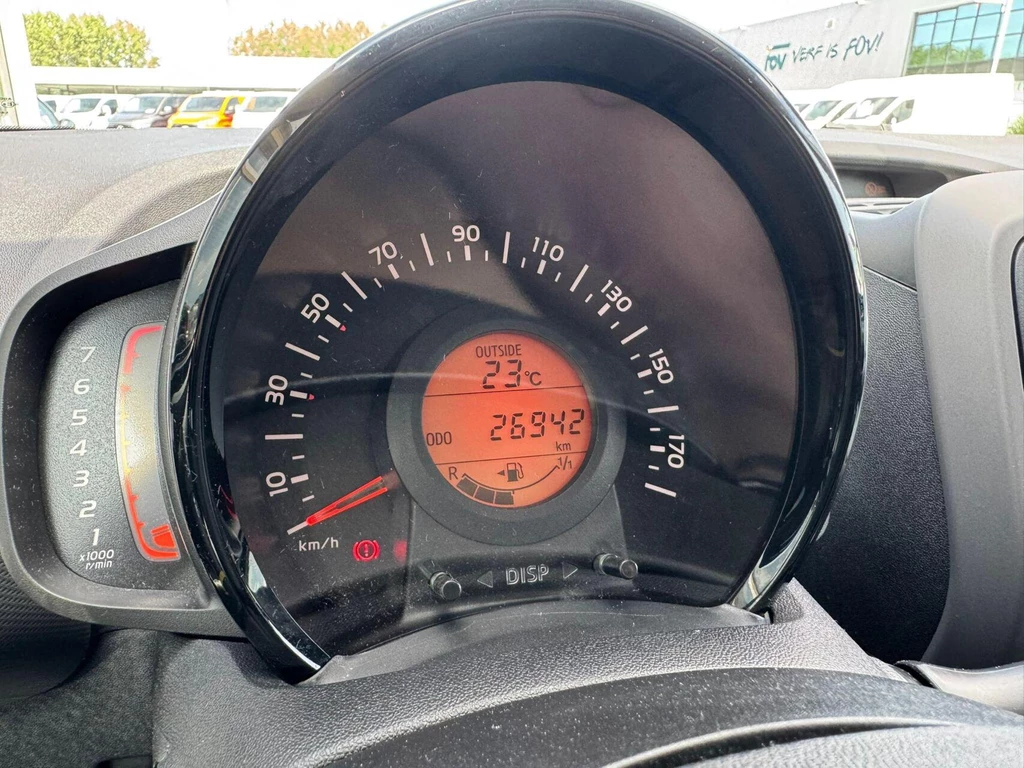 FOV VERF IS FOV!
10
30
50
70
90
110
130
150
170
km/h
OUTSIDE
23°C
ODO 26942
km
R 1/1
7
6
5
4
3
2
1
x1000
r/min
DISP